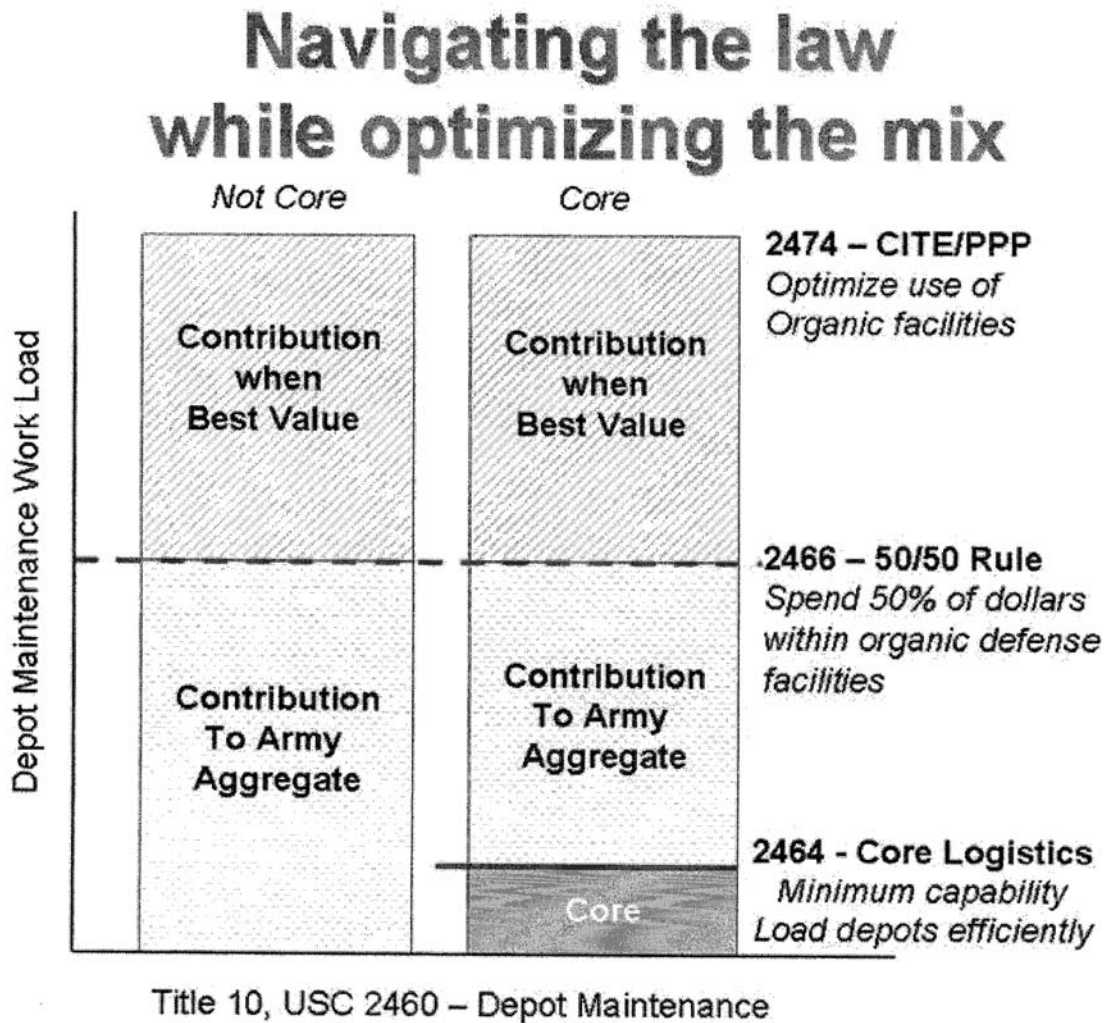 Navigating the law
while optimizing the mix
Not Core
Core
Depot Maintenance Work Load
Contribution
when
Best Value
Contribution
To Army
Aggregate
Contribution
when
Best Value
Contribution
To Army
Aggregate
Core
2474 – CITE/PPP
Optimize use of
Organic facilities
2466 – 50/50 Rule
Spend 50% of dollars
within organic defense
facilities
2464 - Core Logistics
Minimum capability
Load depots efficiently
Title 10, USC 2460 – Depot Maintenance